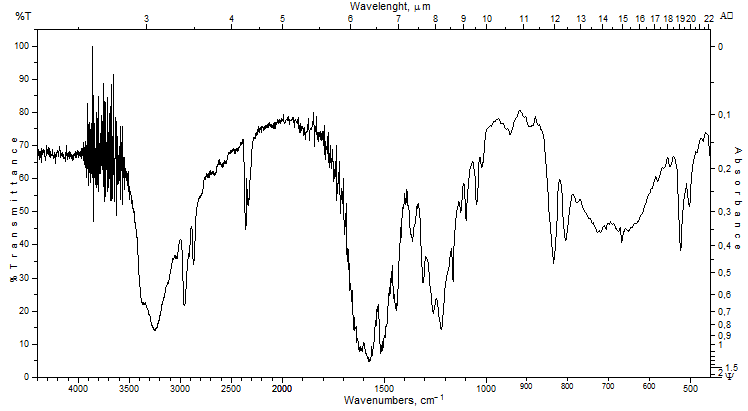 Wavelenght, μm
%T 3 4 5 6 7 8 9 10 11 12 13 14 15 16 17 18 19 20 22 A□
100 0
90
80 0,1
70
60 0,2
50 0,3
40 0,4
30 0,5
20 0,6
0,7
10 0,8
0,9
1
1.5
0
% Transmittance
Absorbance
4000 3500 3000 2500 2000 2000 1500 1000 900 800 700 600 500
Wavenumbers, cm⁻¹